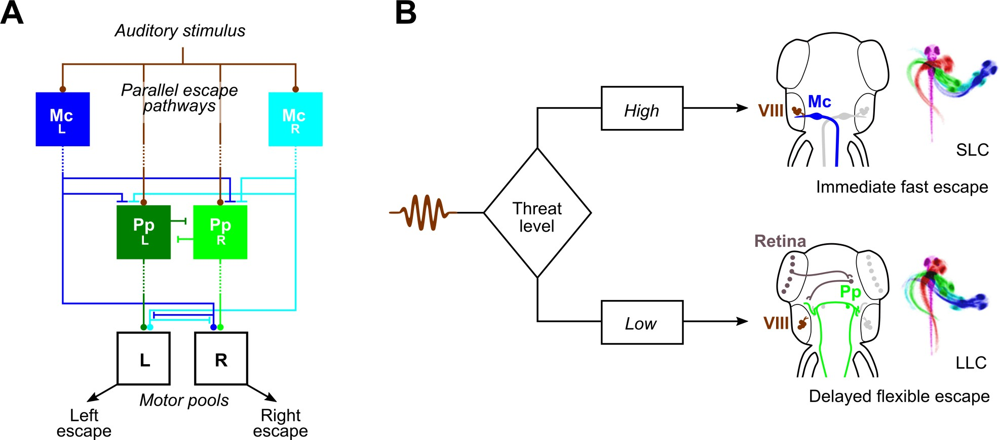 A
Auditory stimulus
Parallel escape
pathways
Mc
L
Mc
R
Pp
L
Pp
R
L
R
Motor pools
Left
escape
Right
escape
B
Threat
level
High
Low
VIII
Mc
SLC
Immediate fast escape
Retina
Pp
VIII
LLC
Delayed flexible escape